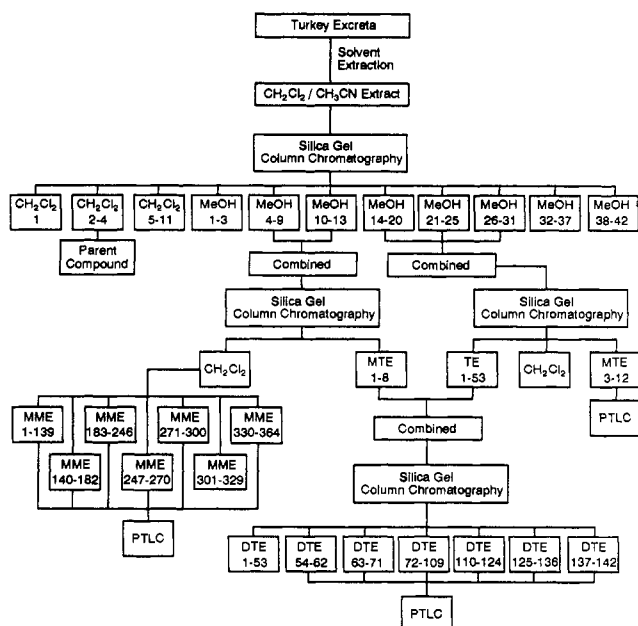 Turkey Excreta
Solvent
Extraction
CH₂Cl₂ / CH₃CN Extract
Silica Gel
Column Chromatography
CH₂Cl₂
1
CH₂Cl₂
2-4
CH₂Cl₂
5-11
MeOH
1-3
MeOH
4-9
MeOH
10-13
MeOH
14-20
MeOH
21-25
MeOH
26-31
MeOH
32-37
MeOH
38-42
Parent
Compound
Combined
Combined
Silica Gel
Column Chromatography
Silica Gel
Column Chromatography
CH₂Cl₂
MTE
1-8
TE
1-53
CH₂Cl₂
MTE
3-12
PTLC
MME
1-139
MME
183-246
MME
271-300
MME
330-364
Combined
MME
140-182
MME
247-270
MME
301-329
Silica Gel
Column Chromatography
PTLC
DTE
1-53
DTE
54-62
DTE
63-71
DTE
72-109
DTE
110-124
DTE
125-136
DTE
137-142
PTLC